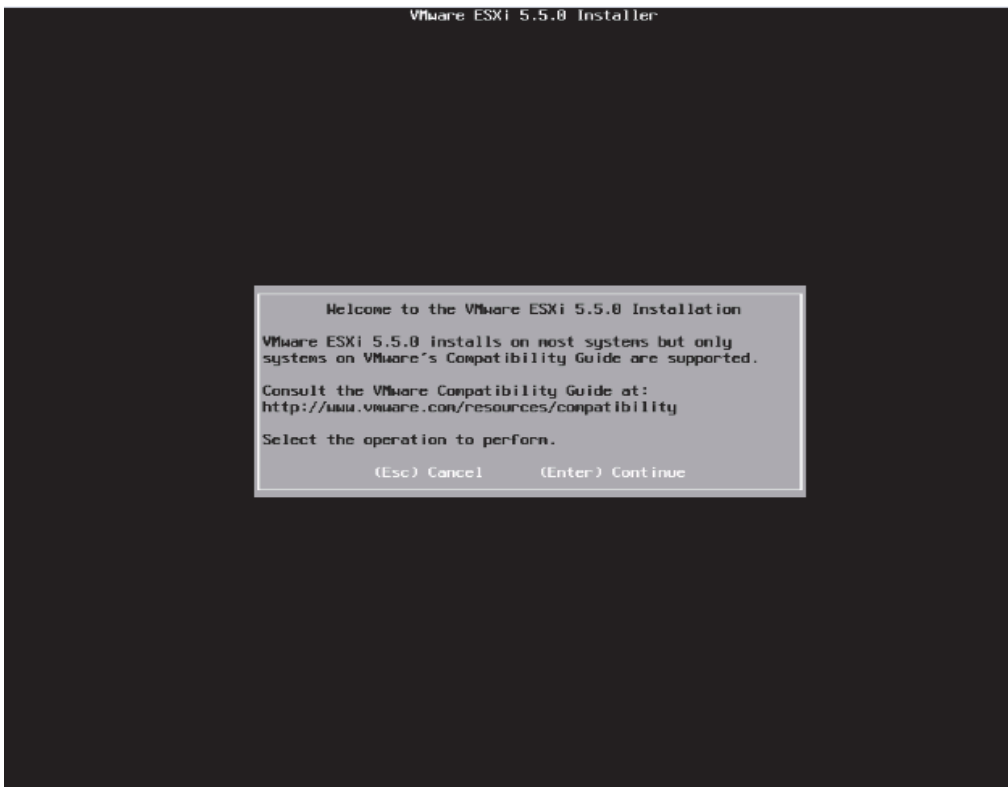 VMware ESXi 5.5.0 Installer
Welcome to the VMware ESXi 5.5.0 Installation
VMware ESXi 5.5.0 installs on most systems but only
systems on VMware's Compatibility Guide are supported.
Consult the VMware Compatibility Guide at:
http://www.vmware.com/resources/compatibility
Select the operation to perform.
(Esc) Cancel (Enter) Continue